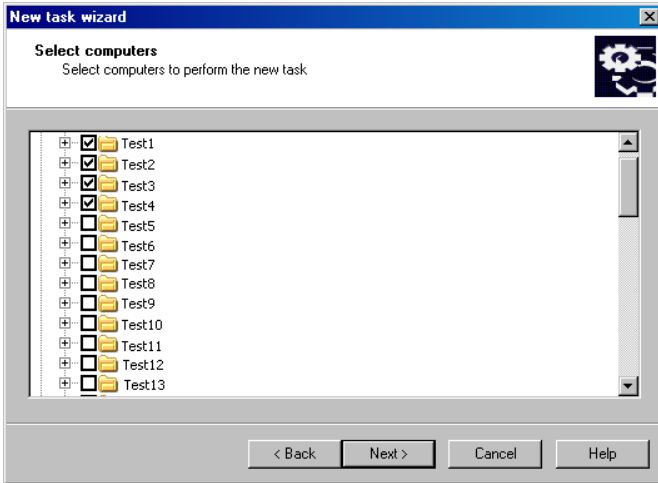 New task wizard
Select computers
Select computers to perform the new task
Test1
Test2
Test3
Test4
Test5
Test6
Test7
Test8
Test9
Test10
Test11
Test12
Test13
< Back Next > Cancel Help